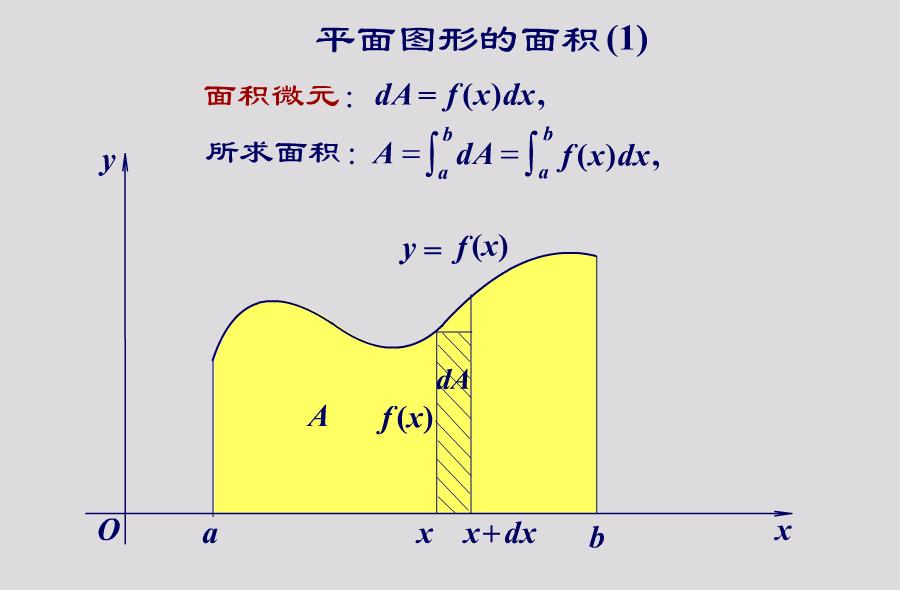 平面图形的面积(1)
面积微元： dA = f(x)dx,
所求面积： A = ∫_a^b dA = ∫_a^b f(x)dx,
y
y = f(x)
dA
A f(x)
O a x x+dx b x